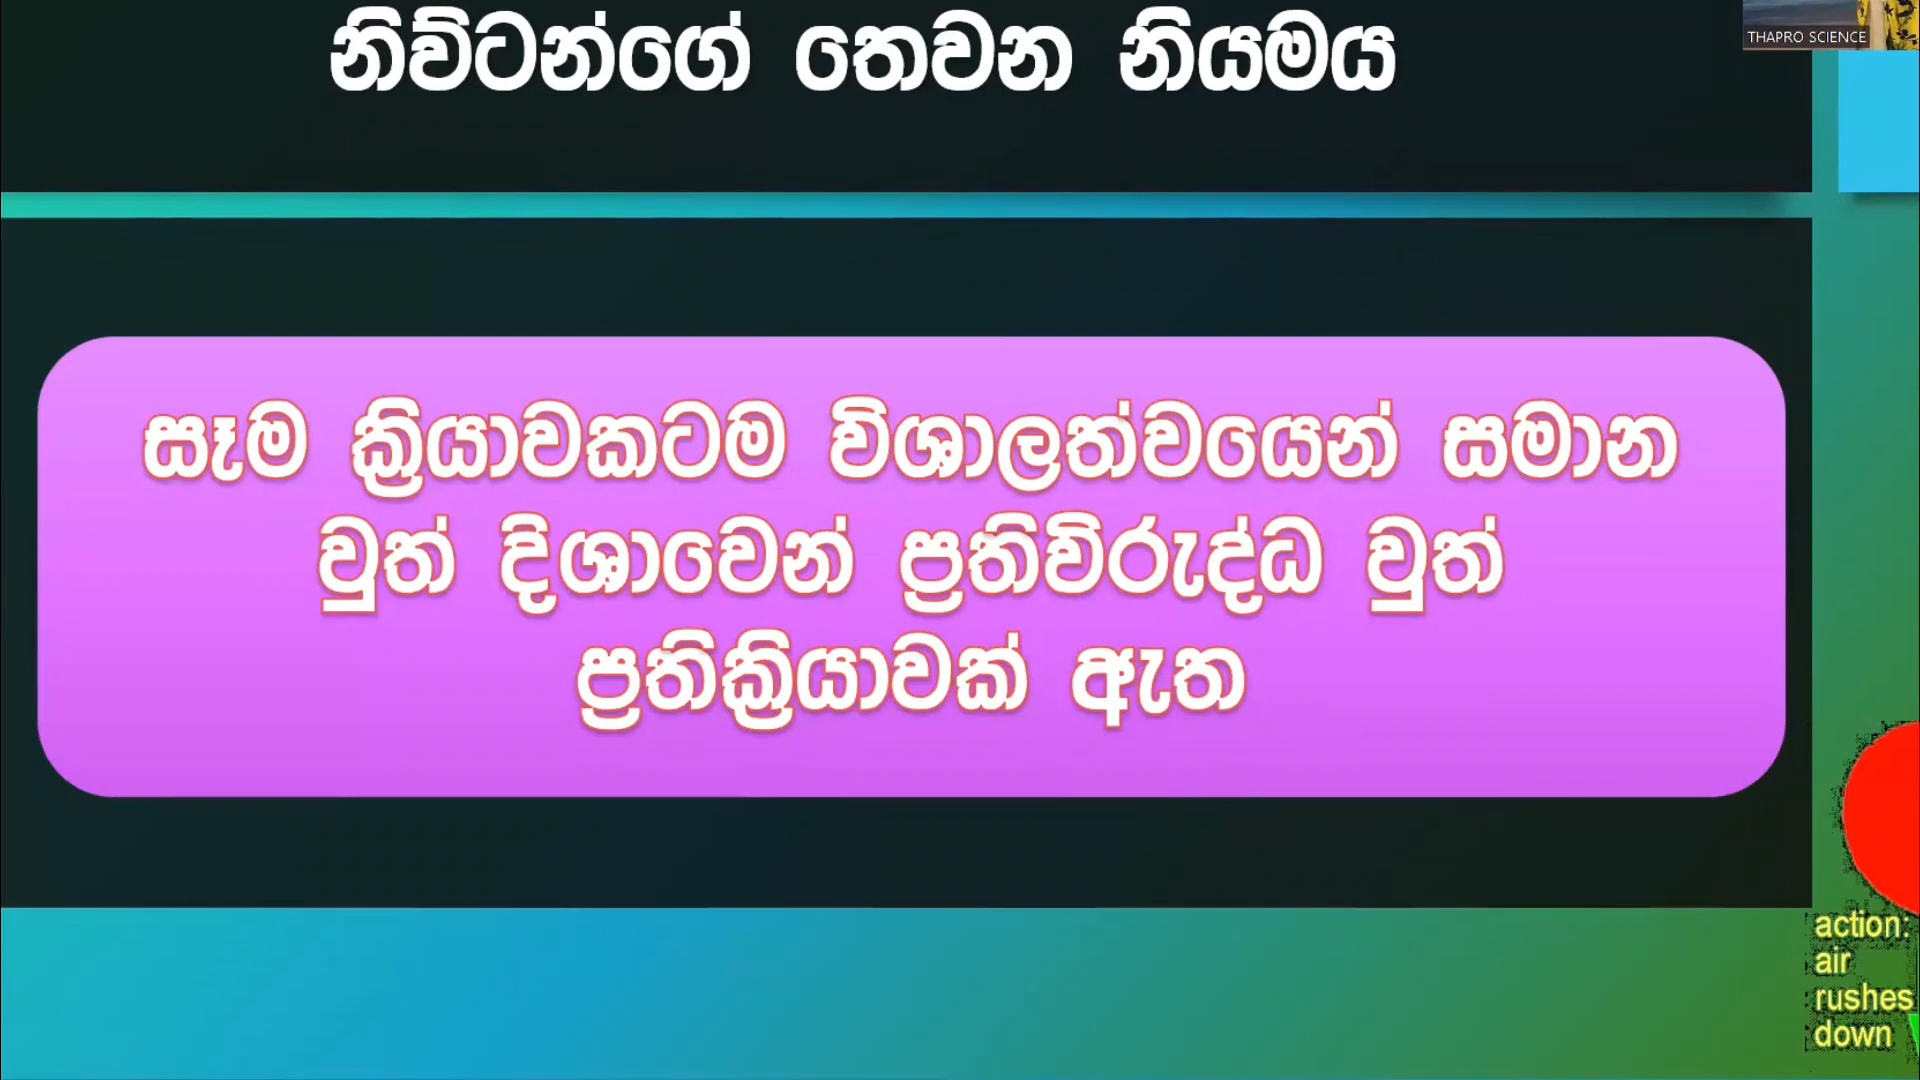 නිව්ටන්ගේ තෙවන නියමය
THAPRO SCIENCE
සෑම ක්‍රියාවකටම විශාලත්වයෙන් සමාන
වුත් දිශාවෙන් ප්‍රතිවිරුද්ධ වුත්
ප්‍රතික්‍රියාවක් ඇත
action:
air
rushes
down